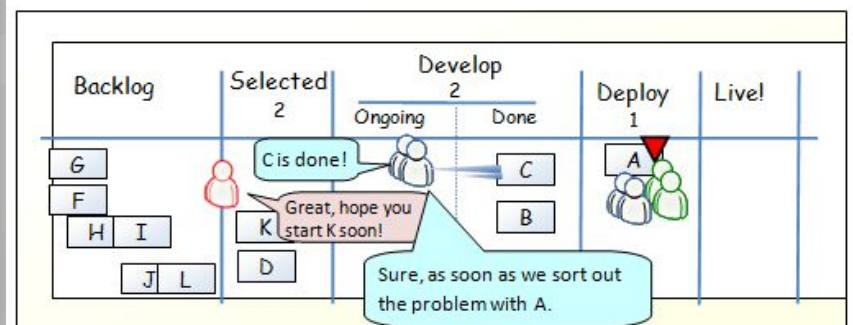 Backlog
Selected
2
Develop
2
Ongoing
Done
Deploy
1
Live!
G
F
H I
J L
C is done!
Great, hope you
start K soon!
K
D
C
B
A
Sure, as soon as we sort out
the problem with A.